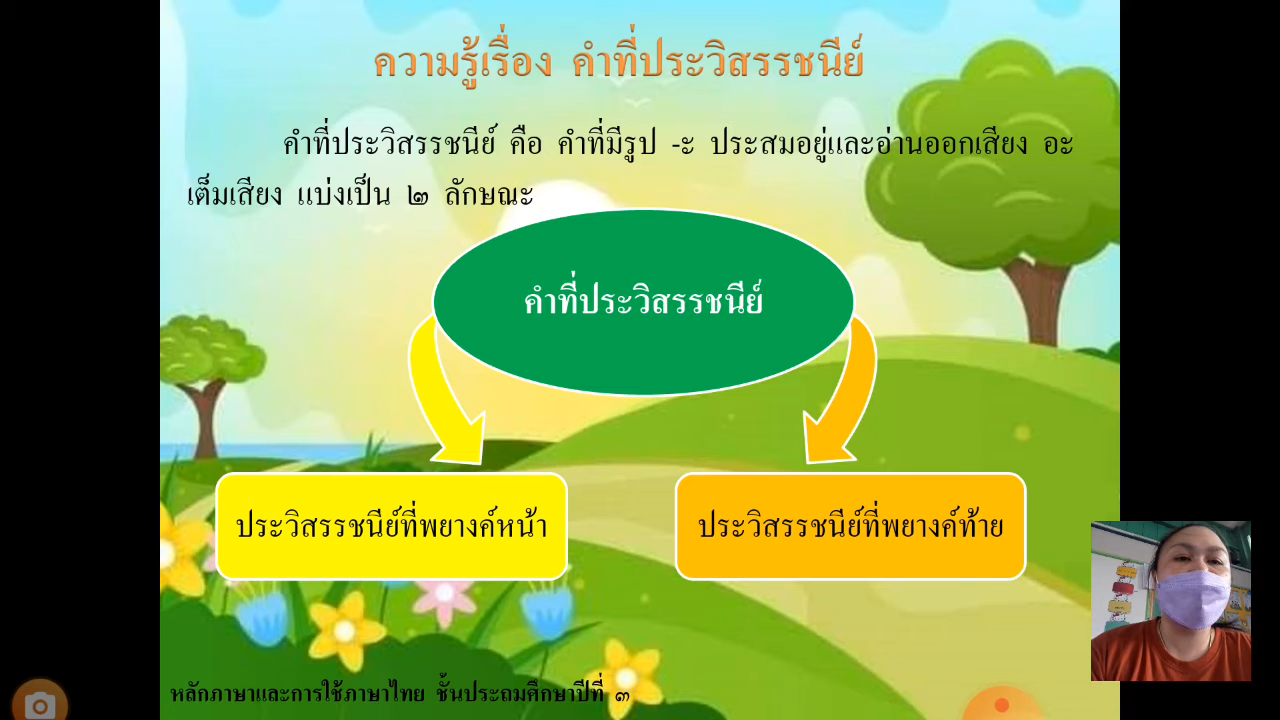 ความรู้เรื่อง คำที่ประวิสรรชนีย์
คำที่ประวิสรรชนีย์ คือ คำที่มีรูป -ะ ประสมอยู่และอ่านออกเสียง อะ
เต็มเสียง แบ่งเป็น ๒ ลักษณะ
คำที่ประวิสรรชนีย์
ประวิสรรชนีย์ที่พยางค์หน้า
ประวิสรรชนีย์ที่พยางค์ท้าย
หลักภาษาและการใช้ภาษาไทย ชั้นประถมศึกษาปีที่ ๓